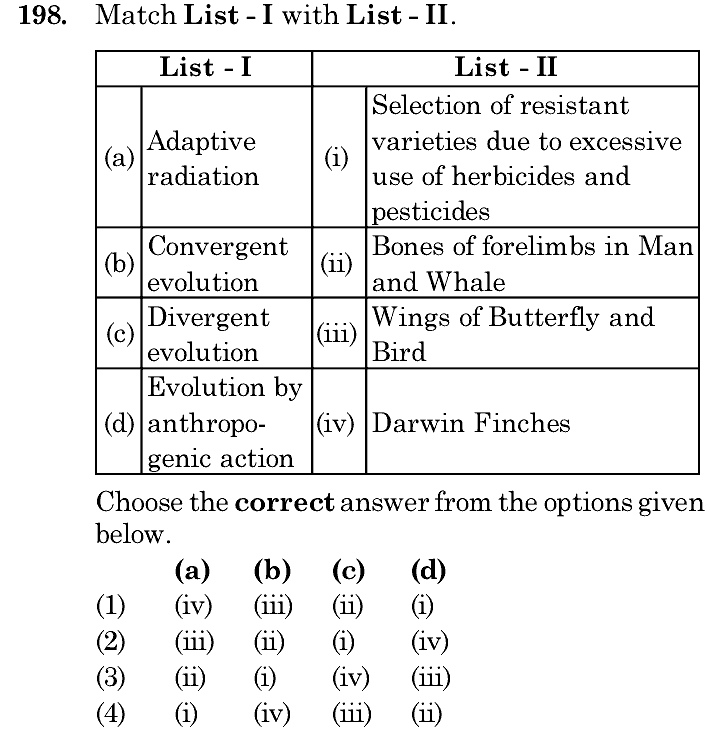 198. Match List - I with List - II.
List - I List - II
(a) Adaptive radiation (i) Selection of resistant varieties due to excessive use of herbicides and pesticides
(b) Convergent evolution (ii) Bones of forelimbs in Man and Whale
(c) Divergent evolution (iii) Wings of Butterfly and Bird
(d) Evolution by anthropo- genic action (iv) Darwin Finches
Choose the correct answer from the options given
below.
(a) (b) (c) (d)
(1) (iv) (iii) (ii) (i)
(2) (iii) (ii) (i) (iv)
(3) (ii) (i) (iv) (iii)
(4) (i) (iv) (iii) (ii)